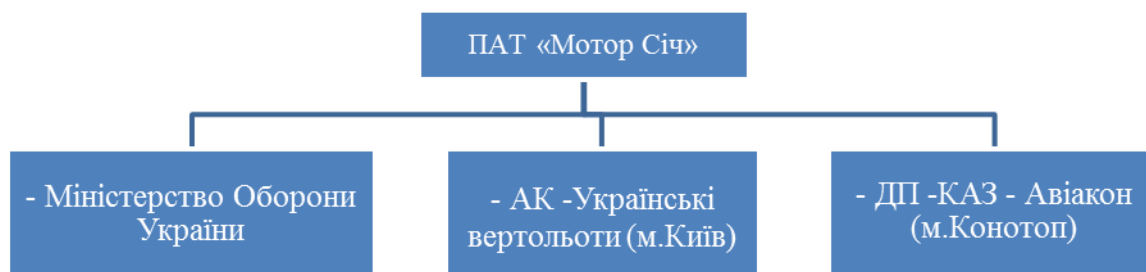 ПАТ «Мотор Січ»
- Міністерство Оборони
України
- АК -Українські
вертольоти (м.Київ)
- ДП -КАЗ - Авіакон
(м.Конотоп)